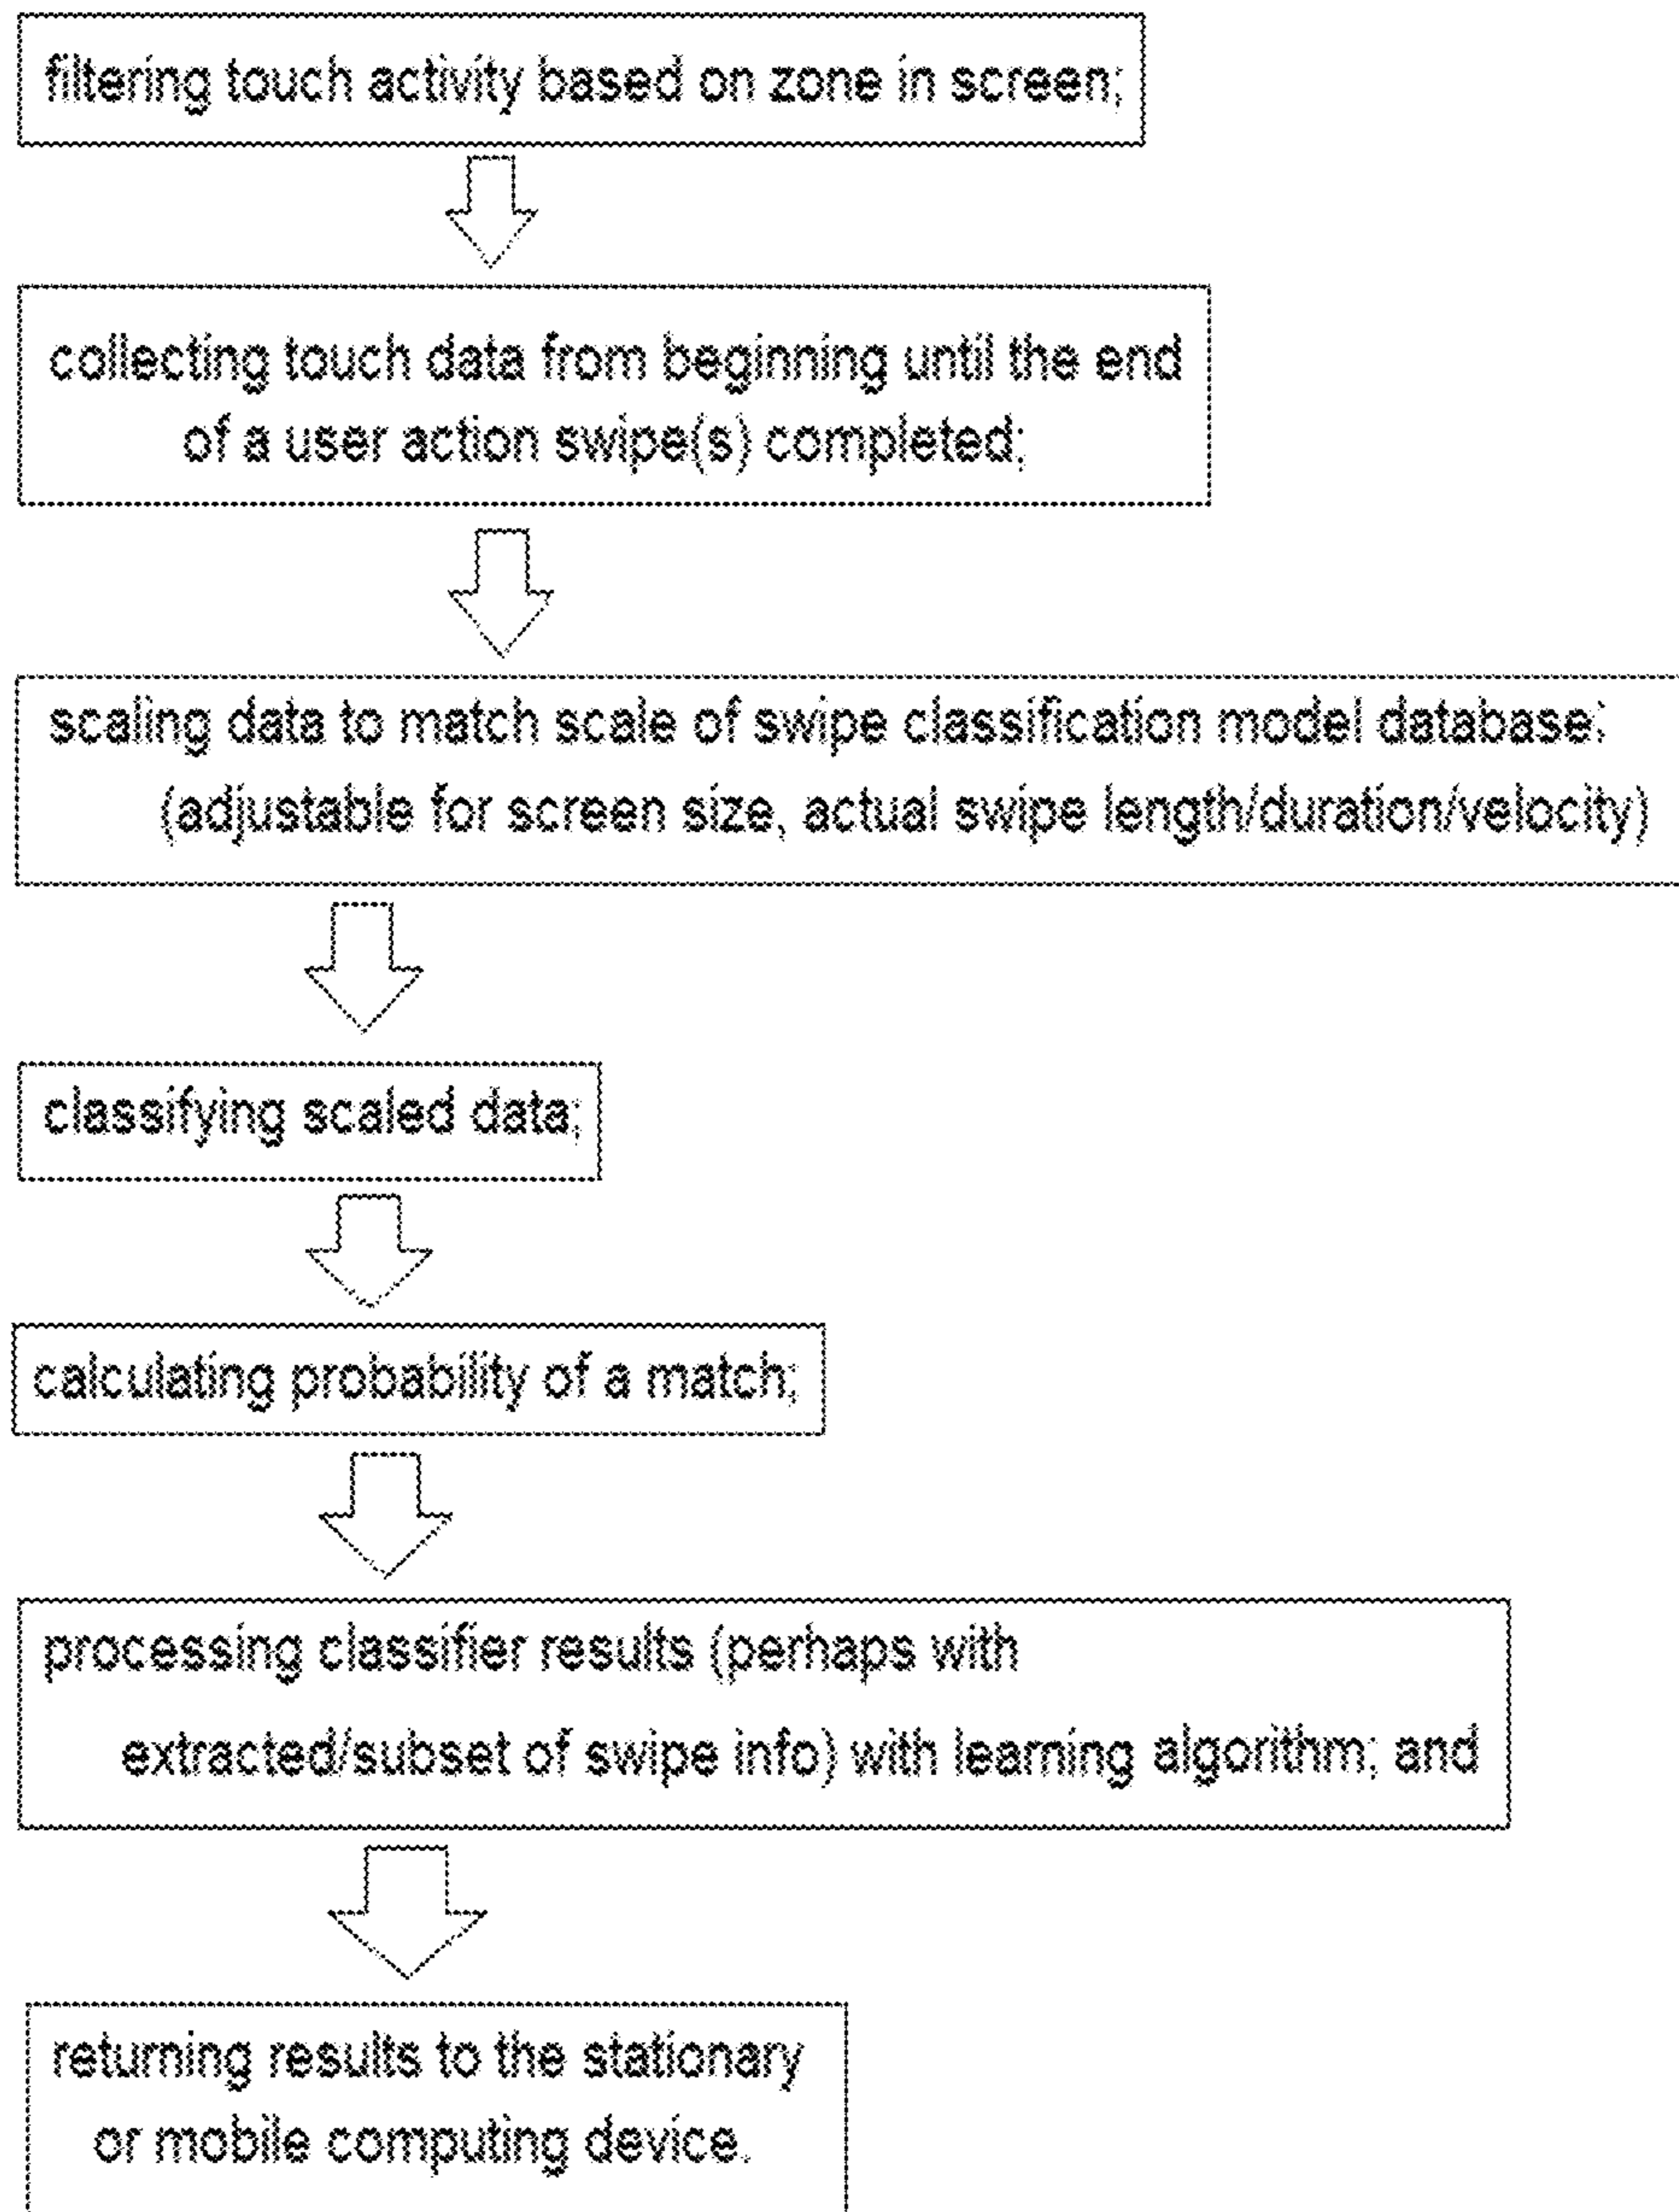 filtering touch activity based on zone in screen;
collecting touch data from beginning until the end
of a user action swipe(s) completed;
scaling data to match scale of swipe classification model database;
(adjustable for screen size, actual swipe length/duration/velocity)
classifying scaled data;
calculating probability of a match;
processing classifier results (perhaps with
extracted/subset of swipe info) with learning algorithm; and
returning results to the stationary
or mobile computing device.